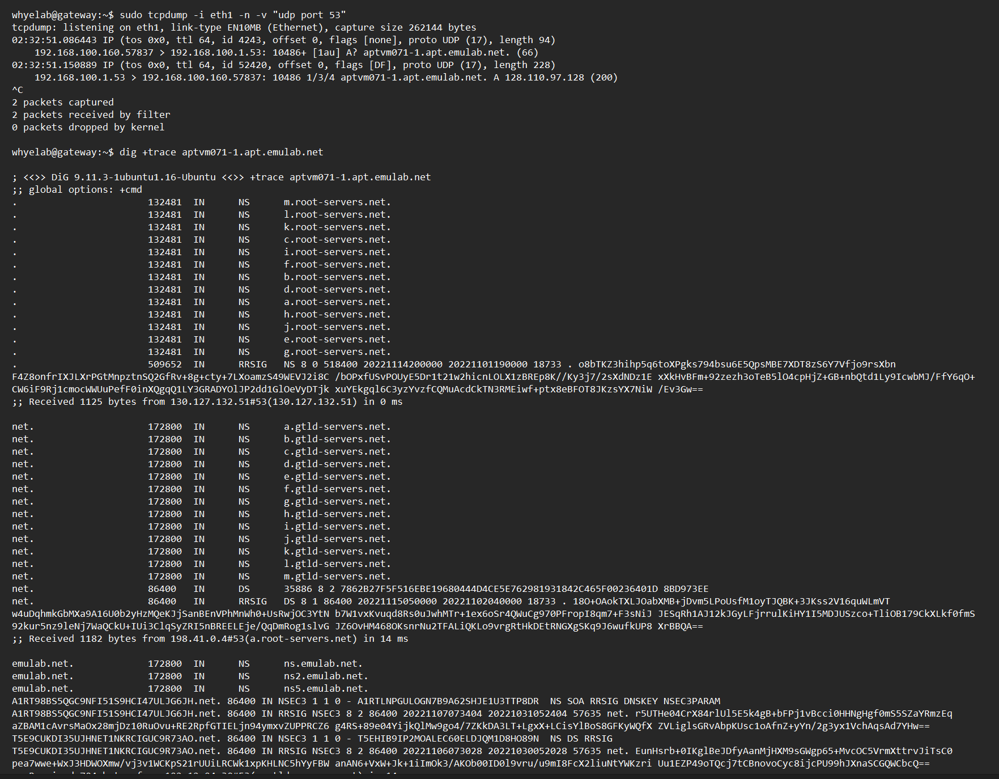 whyelab@gateway:~$ sudo tcpdump -i eth1 -n -v "udp port 53"
tcpdump: listening on eth1, link-type EN10MB (Ethernet), capture size 262144 bytes
02:32:51.086443 IP (tos 0x0, ttl 64, id 4243, offset 0, flags [none], proto UDP (17), length 94)
    192.168.100.160.57837 > 192.168.100.1.53: 10486+ [1au] A? aptvm071-1.apt.emulab.net. (66)
02:32:51.150889 IP (tos 0x0, ttl 64, id 52420, offset 0, flags [DF], proto UDP (17), length 228)
    192.168.100.1.53 > 192.168.100.160.57837: 10486 1/3/4 aptvm071-1.apt.emulab.net. A 128.110.97.128 (200)
^C
2 packets captured
2 packets received by filter
0 packets dropped by kernel
whyelab@gateway:~$ dig +trace aptvm071-1.apt.emulab.net
; <<>> DiG 9.11.3-1ubuntu1.16-Ubuntu <<>> +trace aptvm071-1.apt.emulab.net
;; global options: +cmd
. 132481 IN NS m.root-servers.net.
. 132481 IN NS l.root-servers.net.
. 132481 IN NS k.root-servers.net.
. 132481 IN NS c.root-servers.net.
. 132481 IN NS i.root-servers.net.
. 132481 IN NS f.root-servers.net.
. 132481 IN NS b.root-servers.net.
. 132481 IN NS d.root-servers.net.
. 132481 IN NS a.root-servers.net.
. 132481 IN NS h.root-servers.net.
. 132481 IN NS j.root-servers.net.
. 132481 IN NS e.root-servers.net.
. 132481 IN NS g.root-servers.net.
. 509652 IN RRSIG NS 8 0 518400 20221114200000 20221101190000 18733 . o8bTKZ3hihp5q6toXPgks794bsu6E5QpsMBE7XDT8zS6Y7Vfjo9rsXbn
F4Z8onfrIXJLXrPGtMnpztnSQ2GfRv+8g+cty+7LXoamzS49WEVJ2i8C /bOPxfUSvPOUyE5Dr1t21w2hicnLOLX1zBREp8K//Ky3j7/2sXdNDz1E xXkHvBFm+92zezh3oTeB5lO4cpHjZ+GB+nbQtd1Ly9IcwbMJ/FfY6qO+
CW6iF9Rj1cmocWWUuPefF0inXQgqQ1LY3GRADYOlJP2dd1GlOeVyDTjk xuYEkgql6C3yzYvzfCQMuAcdCkTN3RMEiwf+ptx8eBFOT8JKzsYX7NiW /Ev3Gw==
;; Received 1125 bytes from 130.127.132.51#53(130.127.132.51) in 0 ms
net. 172800 IN NS a.gtld-servers.net.
net. 172800 IN NS b.gtld-servers.net.
net. 172800 IN NS c.gtld-servers.net.
net. 172800 IN NS d.gtld-servers.net.
net. 172800 IN NS e.gtld-servers.net.
net. 172800 IN NS f.gtld-servers.net.
net. 172800 IN NS g.gtld-servers.net.
net. 172800 IN NS h.gtld-servers.net.
net. 172800 IN NS i.gtld-servers.net.
net. 172800 IN NS j.gtld-servers.net.
net. 172800 IN NS k.gtld-servers.net.
net. 172800 IN NS l.gtld-servers.net.
net. 172800 IN NS m.gtld-servers.net.
net. 86400 IN DS 35886 8 2 7862B27F5F516EBE19680444D4CE5E762981931842C465F00236401D 8BD973EE
net. 86400 IN RRSIG DS 8 1 86400 20221115050000 20221102040000 18733 . 18O+OAokTXLJOabXMB+jDvm5LPoUsfM1oyTJQBK+3JKss2V16quWLmVT
w4uDqhmkGbMXa9A16U0b2yHzMQeKJjSanBEnVPhMnWh0+UsRwjOC3YtN b7W1vxKvuqd8Rs0uJwhMTr+1ex6oSr4QWuCg970PFropI8qm7+F3sNiJ JESqRh1AJ12kJGyLFjrrulKiHY1I5MDJUSzco+TliOB179CkXLkf0fmS
92kur5nz9leNj7WaQCkU+IUi3ClqSyZRI5nBREELEje/QqDmRog1slvG JZ6OvHM468OKsnrNu2TFALiQKLo9vrgRtHkDEtRNGXgSKq9J6wufkUP8 XrBBQA==
;; Received 1182 bytes from 198.41.0.4#53(a.root-servers.net) in 14 ms
emulab.net. 172800 IN NS ns.emulab.net.
emulab.net. 172800 IN NS ns2.emulab.net.
emulab.net. 172800 IN NS ns5.emulab.net.
A1RT98BS5QGC9NFI51S9HCI47ULJG6JH.net. 86400 IN NSEC3 1 1 0 - A1RTLNPGULOGN7B9A62SHJE1U3TTP8DR  NS SOA RRSIG DNSKEY NSEC3PARAM
A1RT98BS5QGC9NFI51S9HCI47ULJG6JH.net. 86400 IN RRSIG NSEC3 8 2 86400 20221107073404 20221031052404 57635 net. r5UTHe04CrX84rlUl5E5k4gB+bFPj1vBcci0HHNgHgf0mS5SZaYRmzEq
aZBAM1cAvrsMaOx28mjDz10RuOvu+RE2RpfGTIELjn94ymxvZUPPRCZ6 g4RS+89e04YijkQlMw9go4/7ZKkDA3LT+LgxX+LCisYlBoS8GFKyWQfX ZVLiglsGRvAbpKUsc1oAfnZ+yYn/2g3yx1VchAqsAd7YHw==
T5E9CUKDI35UJHNET1NKRCIGUC9R73AO.net. 86400 IN NSEC3 1 1 0 - T5EHIB9IP2MOALEC60ELDJQM1D8HO89N  NS DS RRSIG
T5E9CUKDI35UJHNET1NKRCIGUC9R73AO.net. 86400 IN RRSIG NSEC3 8 2 86400 20221106073028 20221030052028 57635 net. EunHsrb+0IKglBeJDfyAanMjHXM9sGWgp65+MvcOC5VrmXttrvJiTsC0
pea7wwe+WxJ3HDWOXmw/vj3v1WCKpS21rUUiLRCWk1xpKHLNC5hYyFBW anAN6+VxW+Jk+1iImOk3/AKOb00ID0l9vru/u9mI8FcX2liuNtYWKzri Uu1EZP49oTQcj7tCBnovoCyc8ijcPU99hJXnaSCGQWCbcQ==